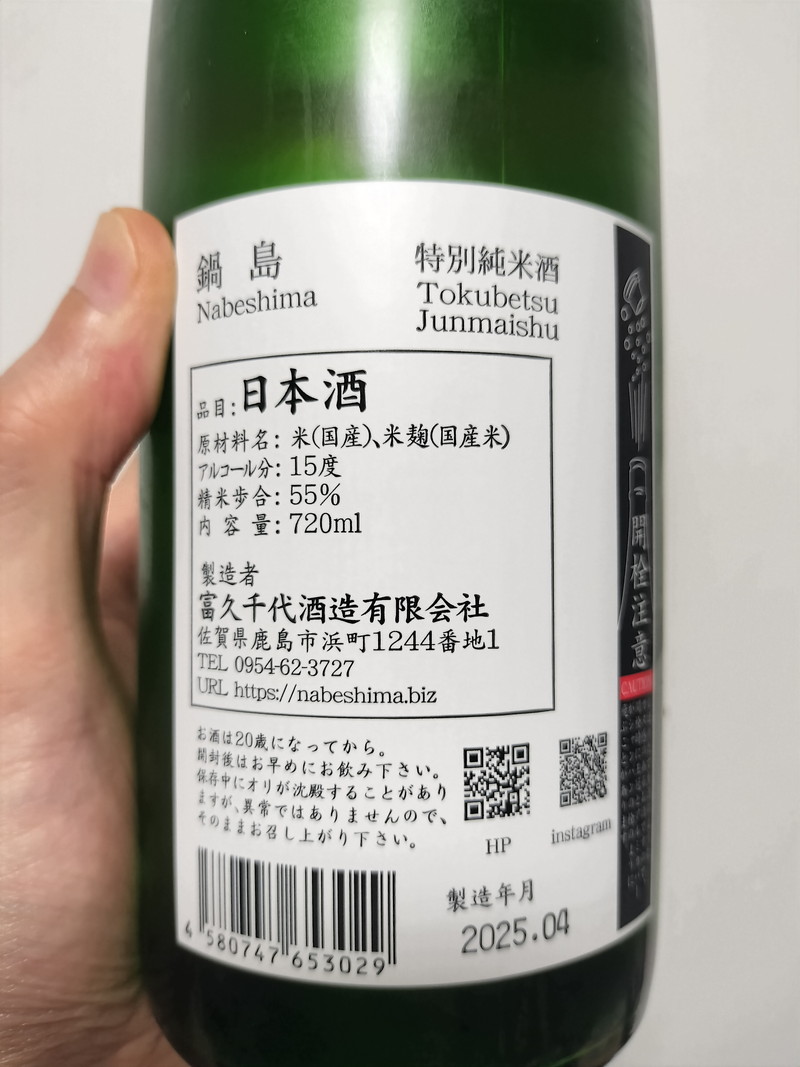 鍋島
Nabeshima
特別純米酒
Tokubetsu
Junmaishu
品目:日本酒
原材料名:米(国産)、米麹(国産米)
アルコール分:15度
精米歩合:55%
内容量:720ml
製造者
富久千代酒造有限会社
佐賀県鹿島市浜町1244番地1
TEL 0954-62-3727
URL https://nabeshima.biz
お酒は20歳になってから。
開封後はお早めにお飲み下さい。
保存中にオリが沈殿することがあり
ますが、異常ではありませんので、
そのままお召し上がり下さい。
HP
instagram
製造年月
2025.04
4 580747 653029
開栓注意
CAUTION